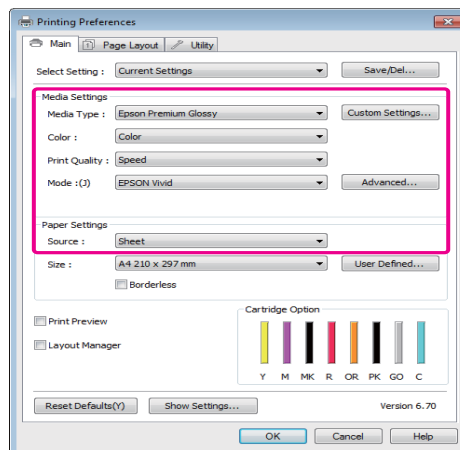 Printing Preferences
Main Page Layout Utility
Select Setting : Current Settings Save/Del...
Media Settings
Media Type : Epson Premium Glossy Custom Settings...
Color : Color
Print Quality : Speed
Mode :(J) EPSON Vivid Advanced...
Paper Settings
Source : Sheet
Size : A4 210 x 297 mm User Defined...
Borderless
Cartridge Option
Print Preview
Layout Manager
Y M MK R OR PK GO C
Reset Defaults(Y) Show Settings... Version 6.70
OK Cancel Help